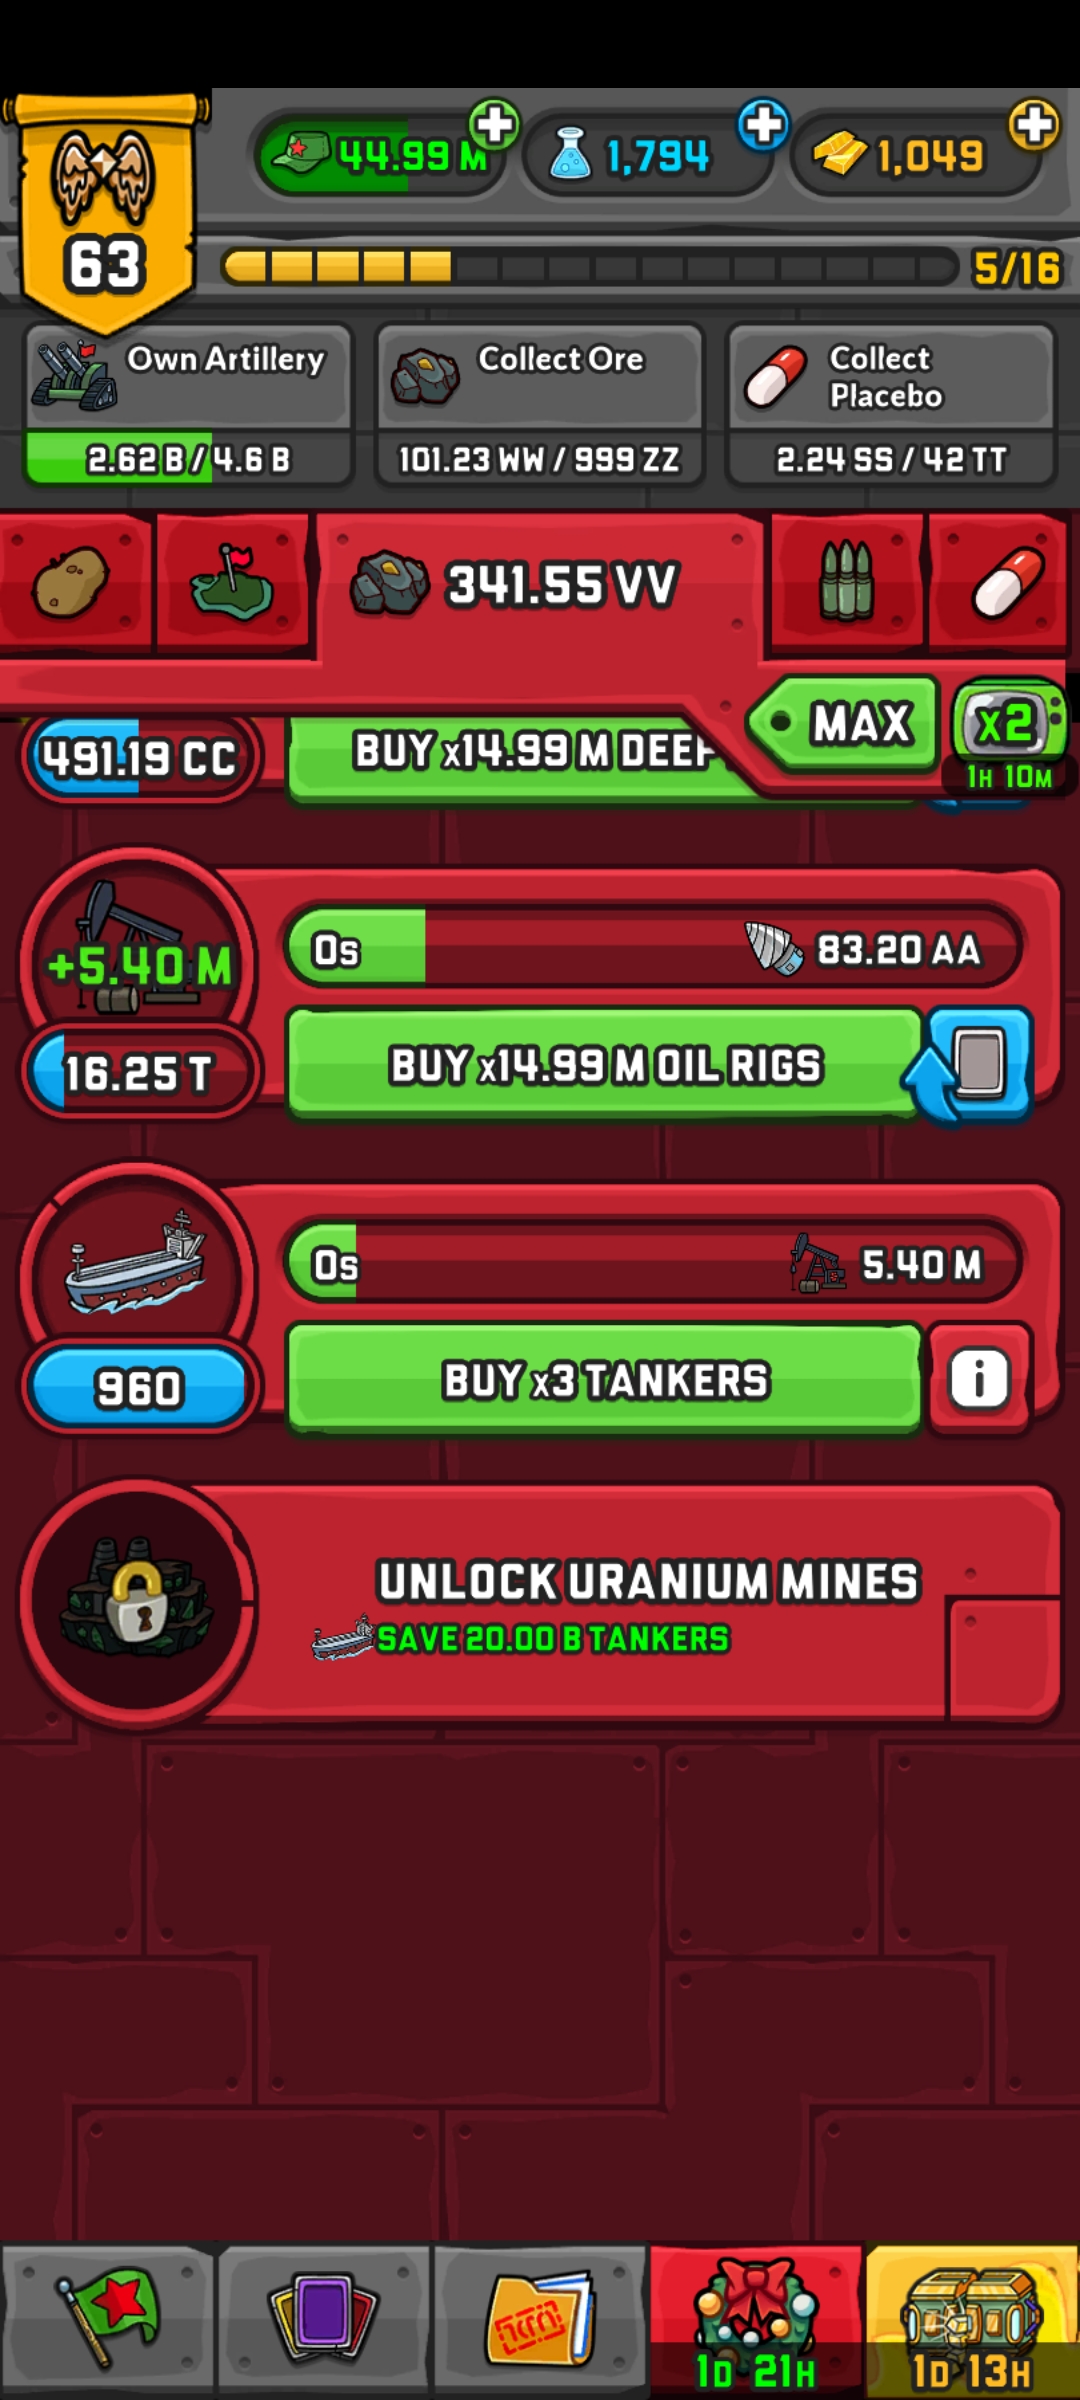 44.99 M
1,794
1,049
63
5/16
Own Artillery
2.62 B / 4.6 B
Collect Ore
101.23 WW / 999 ZZ
Collect
Placebo
2.24 SS / 42 TT
341.55 VV
MAX
x2
1H 10M
491.19 CC
BUY x14.99 M DEEP
+5.40 M
0s
83.20 AA
16.25 T
BUY x14.99 M OIL RIGS
0s
5.40 M
960
BUY x3 TANKERS
i
UNLOCK URANIUM MINES
SAVE 20.00 B TANKERS
1D 21H
1D 13H